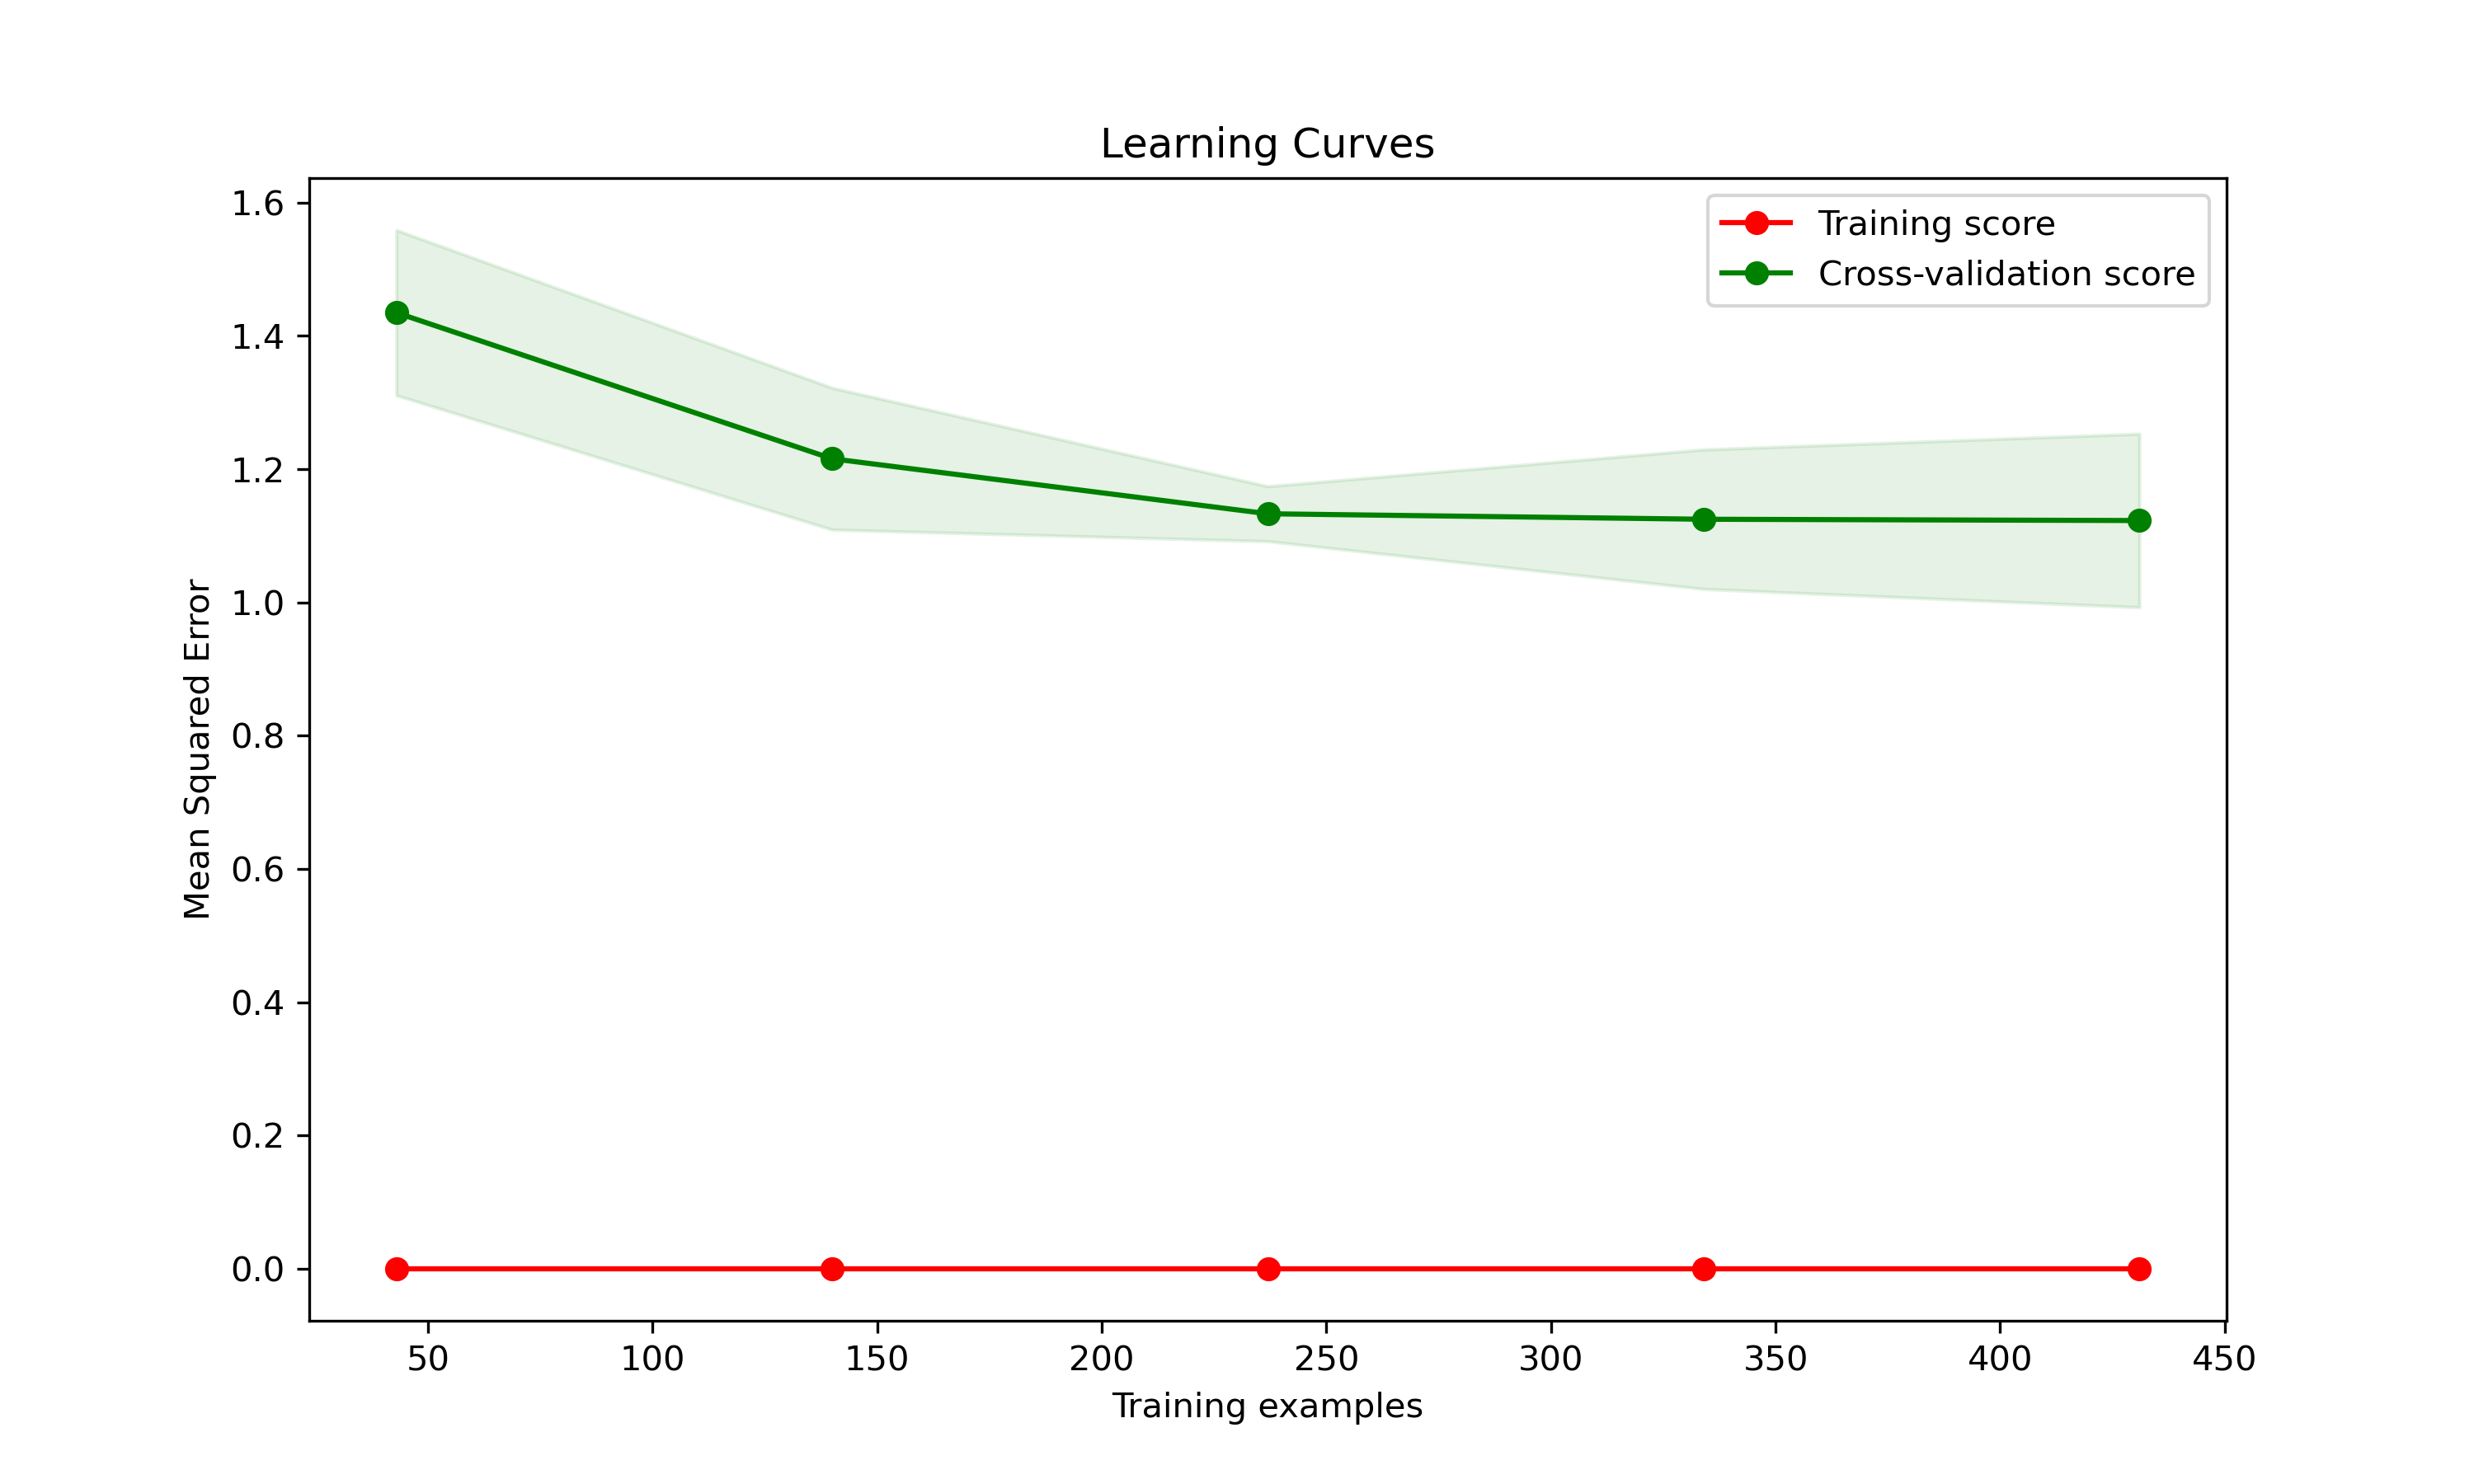 Learning Curves
Training score
Cross-validation score
Mean Squared Error
1.6
1.4
1.2
1.0
0.8
0.6
0.4
0.2
0.0
50 100 150 200 250 300 350 400 450
Training examples